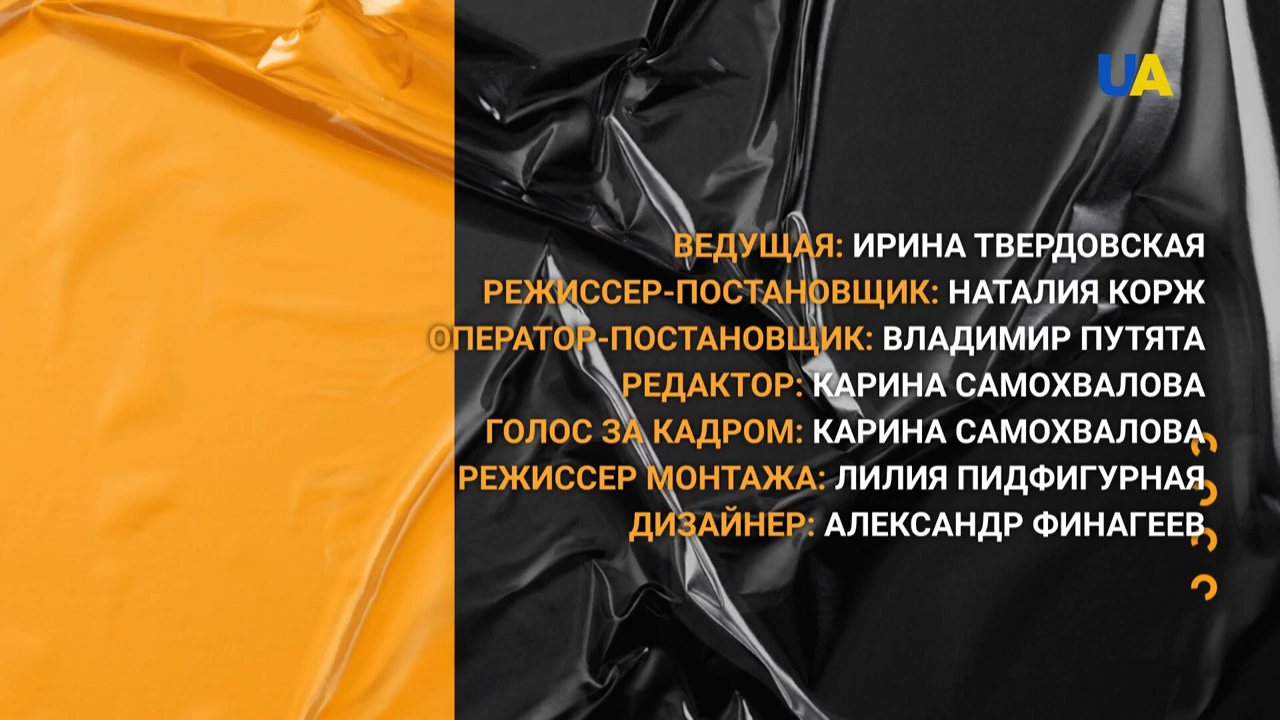 UA
ВЕДУЩАЯ: ИРИНА ТВЕРДОВСКАЯ
РЕЖИССЕР-ПОСТАНОВЩИК: НАТАЛИЯ КОРЖ
ОПЕРАТОР-ПОСТАНОВЩИК: ВЛАДИМИР ПУТЯТА
РЕДАКТОР: КАРИНА САМОХВАЛОВА
ГОЛОС ЗА КАДРОМ: КАРИНА САМОХВАЛОВА
РЕЖИССЕР МОНТАЖА: ЛИЛИЯ ПИДФИГУРНАЯ
ДИЗАЙНЕР: АЛЕКСАНДР ФИНАГЕЕВ